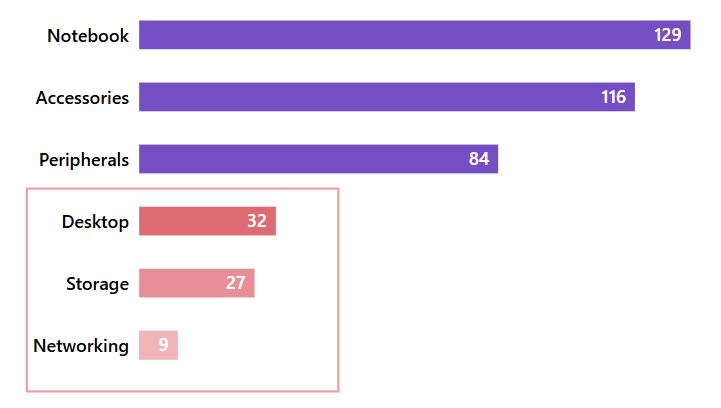 Notebook 129
Accessories 116
Peripherals 84
Desktop 32
Storage 27
Networking 9